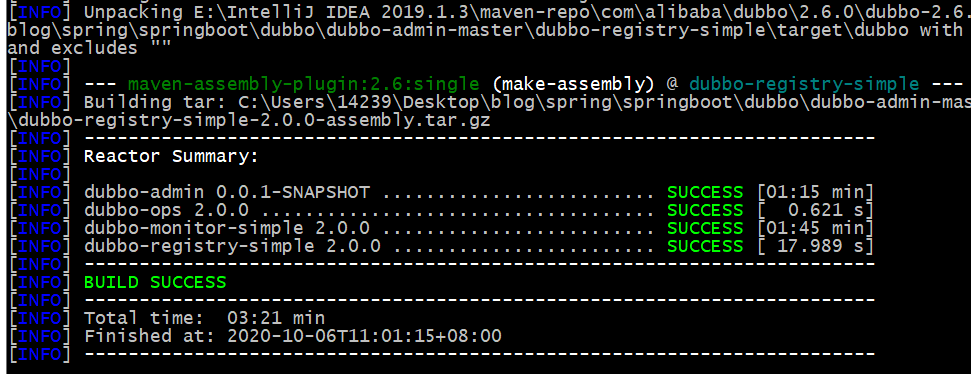 [INFO] Unpacking E:\IntelliJ IDEA 2019.1.3\maven-repo\com\alibaba\dubbo\2.6.0\dubbo-2.6.
blog\spring\springboot\dubbo\dubbo-admin-master\dubbo-registry-simple\target\dubbo with
and excludes ""
[INFO]
[INFO] --- maven-assembly-plugin:2.6:single (make-assembly) @ dubbo-registry-simple ---
[INFO] Building tar: C:\Users\14239\Desktop\blog\spring\springboot\dubbo\dubbo-admin-mas
\dubbo-registry-simple-2.0.0-assembly.tar.gz
[INFO] ------------------------------------------------------------------------
[INFO] Reactor Summary:
[INFO]
[INFO] dubbo-admin 0.0.1-SNAPSHOT ......................... SUCCESS [01:15 min]
[INFO] dubbo-ops 2.0.0 .................................... SUCCESS [  0.621 s]
[INFO] dubbo-monitor-simple 2.0.0 ......................... SUCCESS [01:45 min]
[INFO] dubbo-registry-simple 2.0.0 ........................ SUCCESS [ 17.989 s]
[INFO] ------------------------------------------------------------------------
[INFO] BUILD SUCCESS
[INFO] ------------------------------------------------------------------------
[INFO] Total time:  03:21 min
[INFO] Finished at: 2020-10-06T11:01:15+08:00
[INFO] ------------------------------------------------------------------------